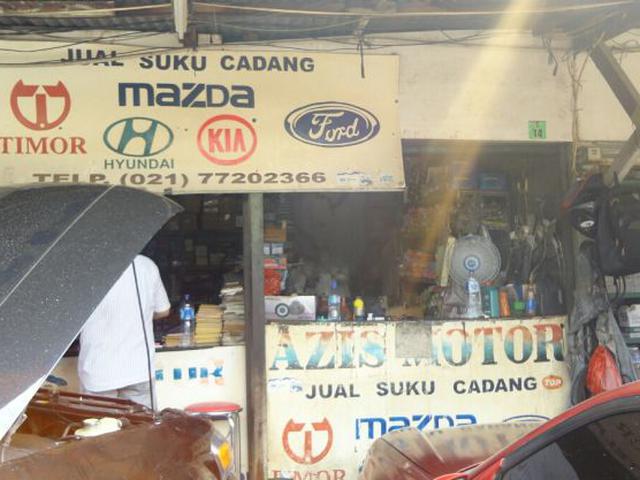 JUAL SUKU CADANG
TIMOR
mazda
HYUNDAI
KIA
Ford
TELP. (021) 77202366
14
AZIS MOTOR
JUAL SUKU CADANG TOP
mazda